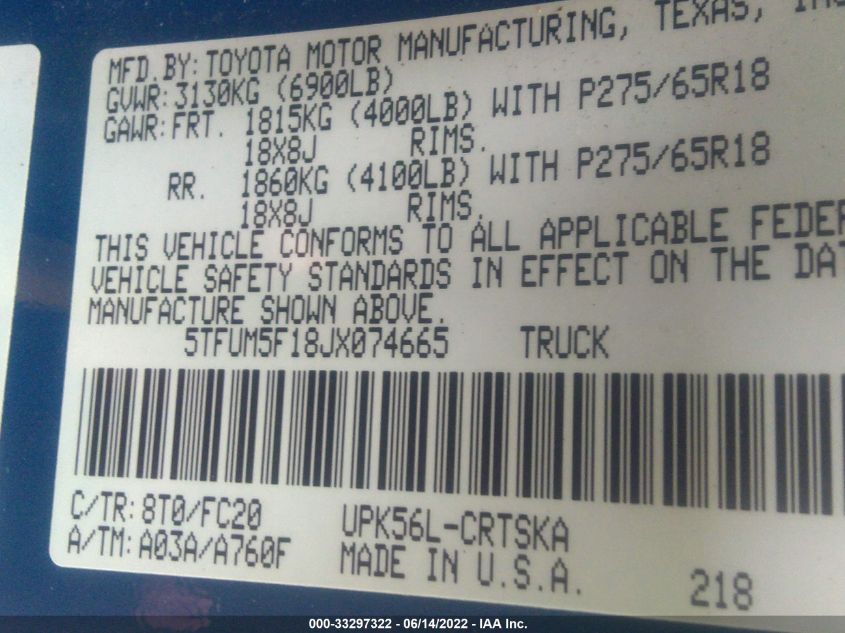 MFD.BY: TOYOTA MOTOR MANUFACTURING, TEXAS,
GVWR: 3130KG (6900LB)
GAWR: FRT. 1815KG (4000LB) WITH P275/65R18
18X8J RIMS.
RR. 1860KG (4100LB) WITH P275/65R18
18X8J RIMS.
THIS VEHICLE CONFORMS TO ALL APPLICABLE FEDER
VEHICLE SAFETY STANDARDS IN EFFECT ON THE DAT
MANUFACTURE SHOWN ABOVE.
5TFUM5F18JX074665 TRUCK
C/TR: 8T0/FC20 UPK56L-CRTSKA
A/TM: A03A/A760F MADE IN U.S.A. 218
000-33297322 - 06/14/2022 - IAA Inc.